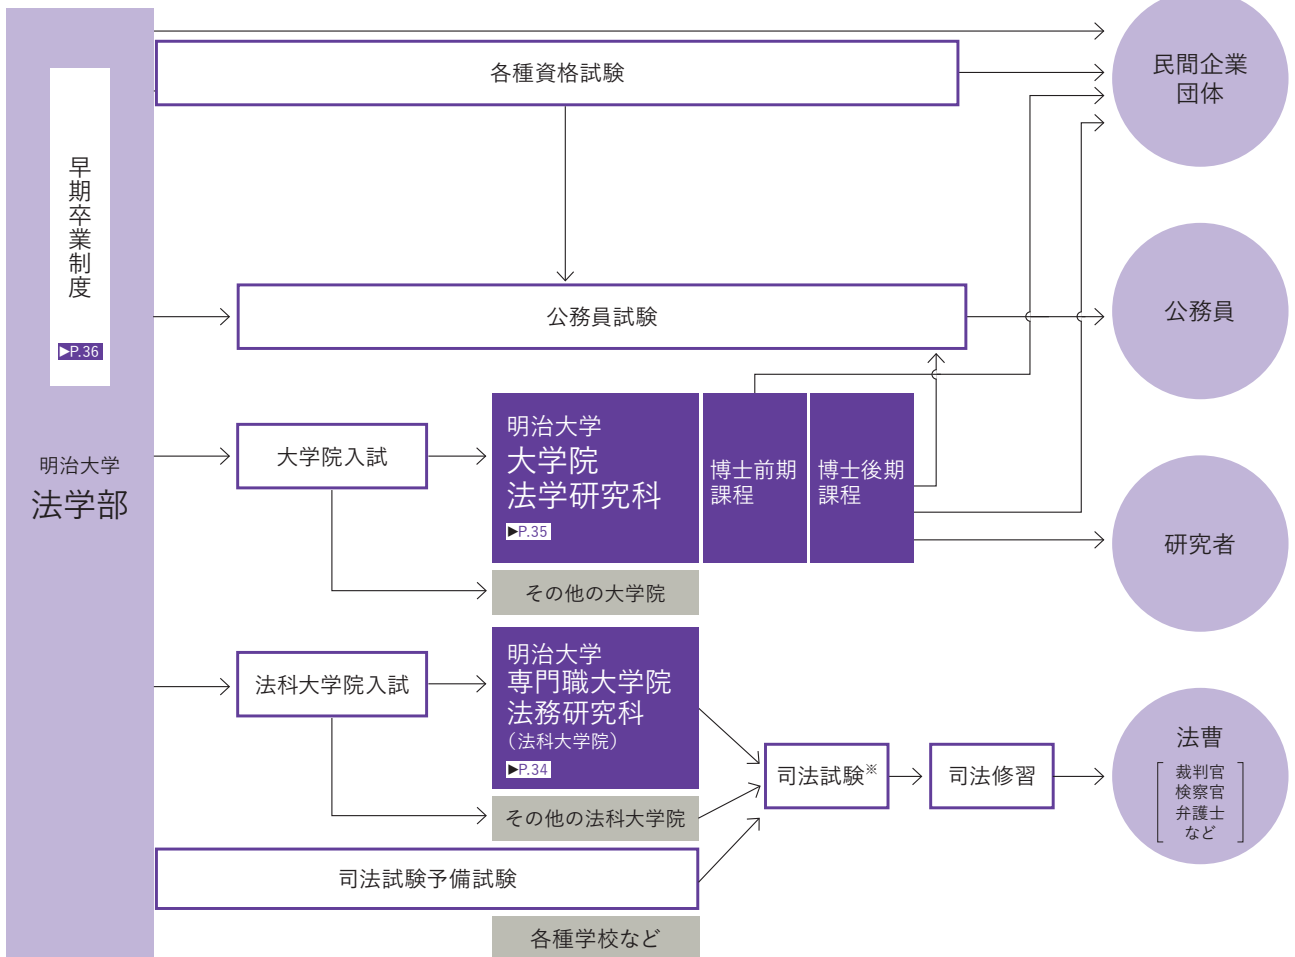 早期卒業制度
▶P.36
明治大学
法学部
各種資格試験
公務員試験
大学院入試
明治大学
大学院
法学研究科
▶P.35
博士前期
課程
博士後期
課程
その他の大学院
法科大学院入試
明治大学
専門職大学院
法務研究科
（法科大学院）
▶P.34
その他の法科大学院
司法試験予備試験
各種学校など
司法試験※
司法修習
民間企業
団体
公務員
研究者
法曹
裁判官
検察官
弁護士
など